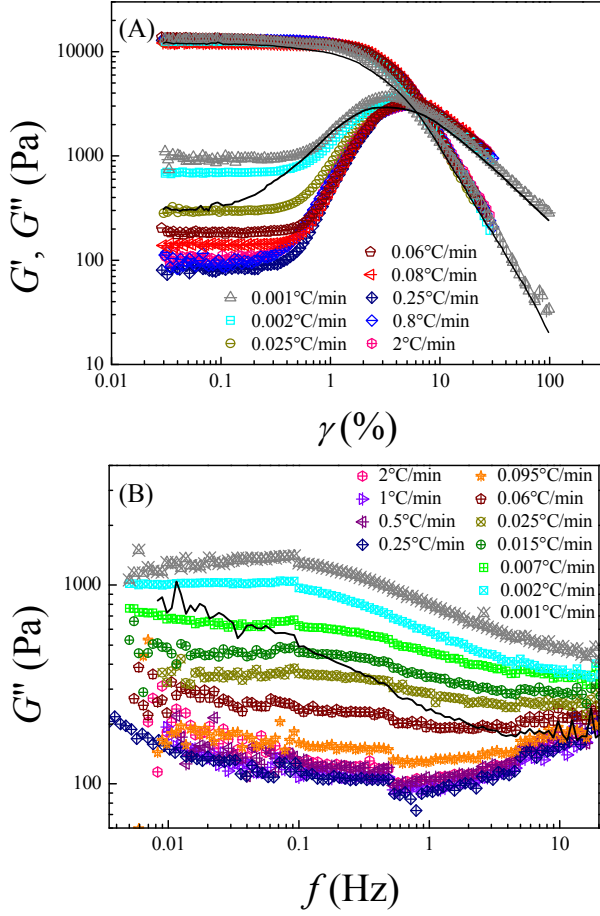 (A)
10000
1000
100
10
G', G'' (Pa)
0.06°C/min
0.08°C/min
0.001°C/min 0.25°C/min
0.002°C/min 0.8°C/min
0.025°C/min 2°C/min
0.01 0.1 1 10 100
γ (%)
(B)
2°C/min 0.095°C/min
1°C/min 0.06°C/min
0.5°C/min 0.025°C/min
0.25°C/min 0.015°C/min
0.007°C/min
0.002°C/min
0.001°C/min
1000
100
G'' (Pa)
0.01 0.1 1 10
f (Hz)